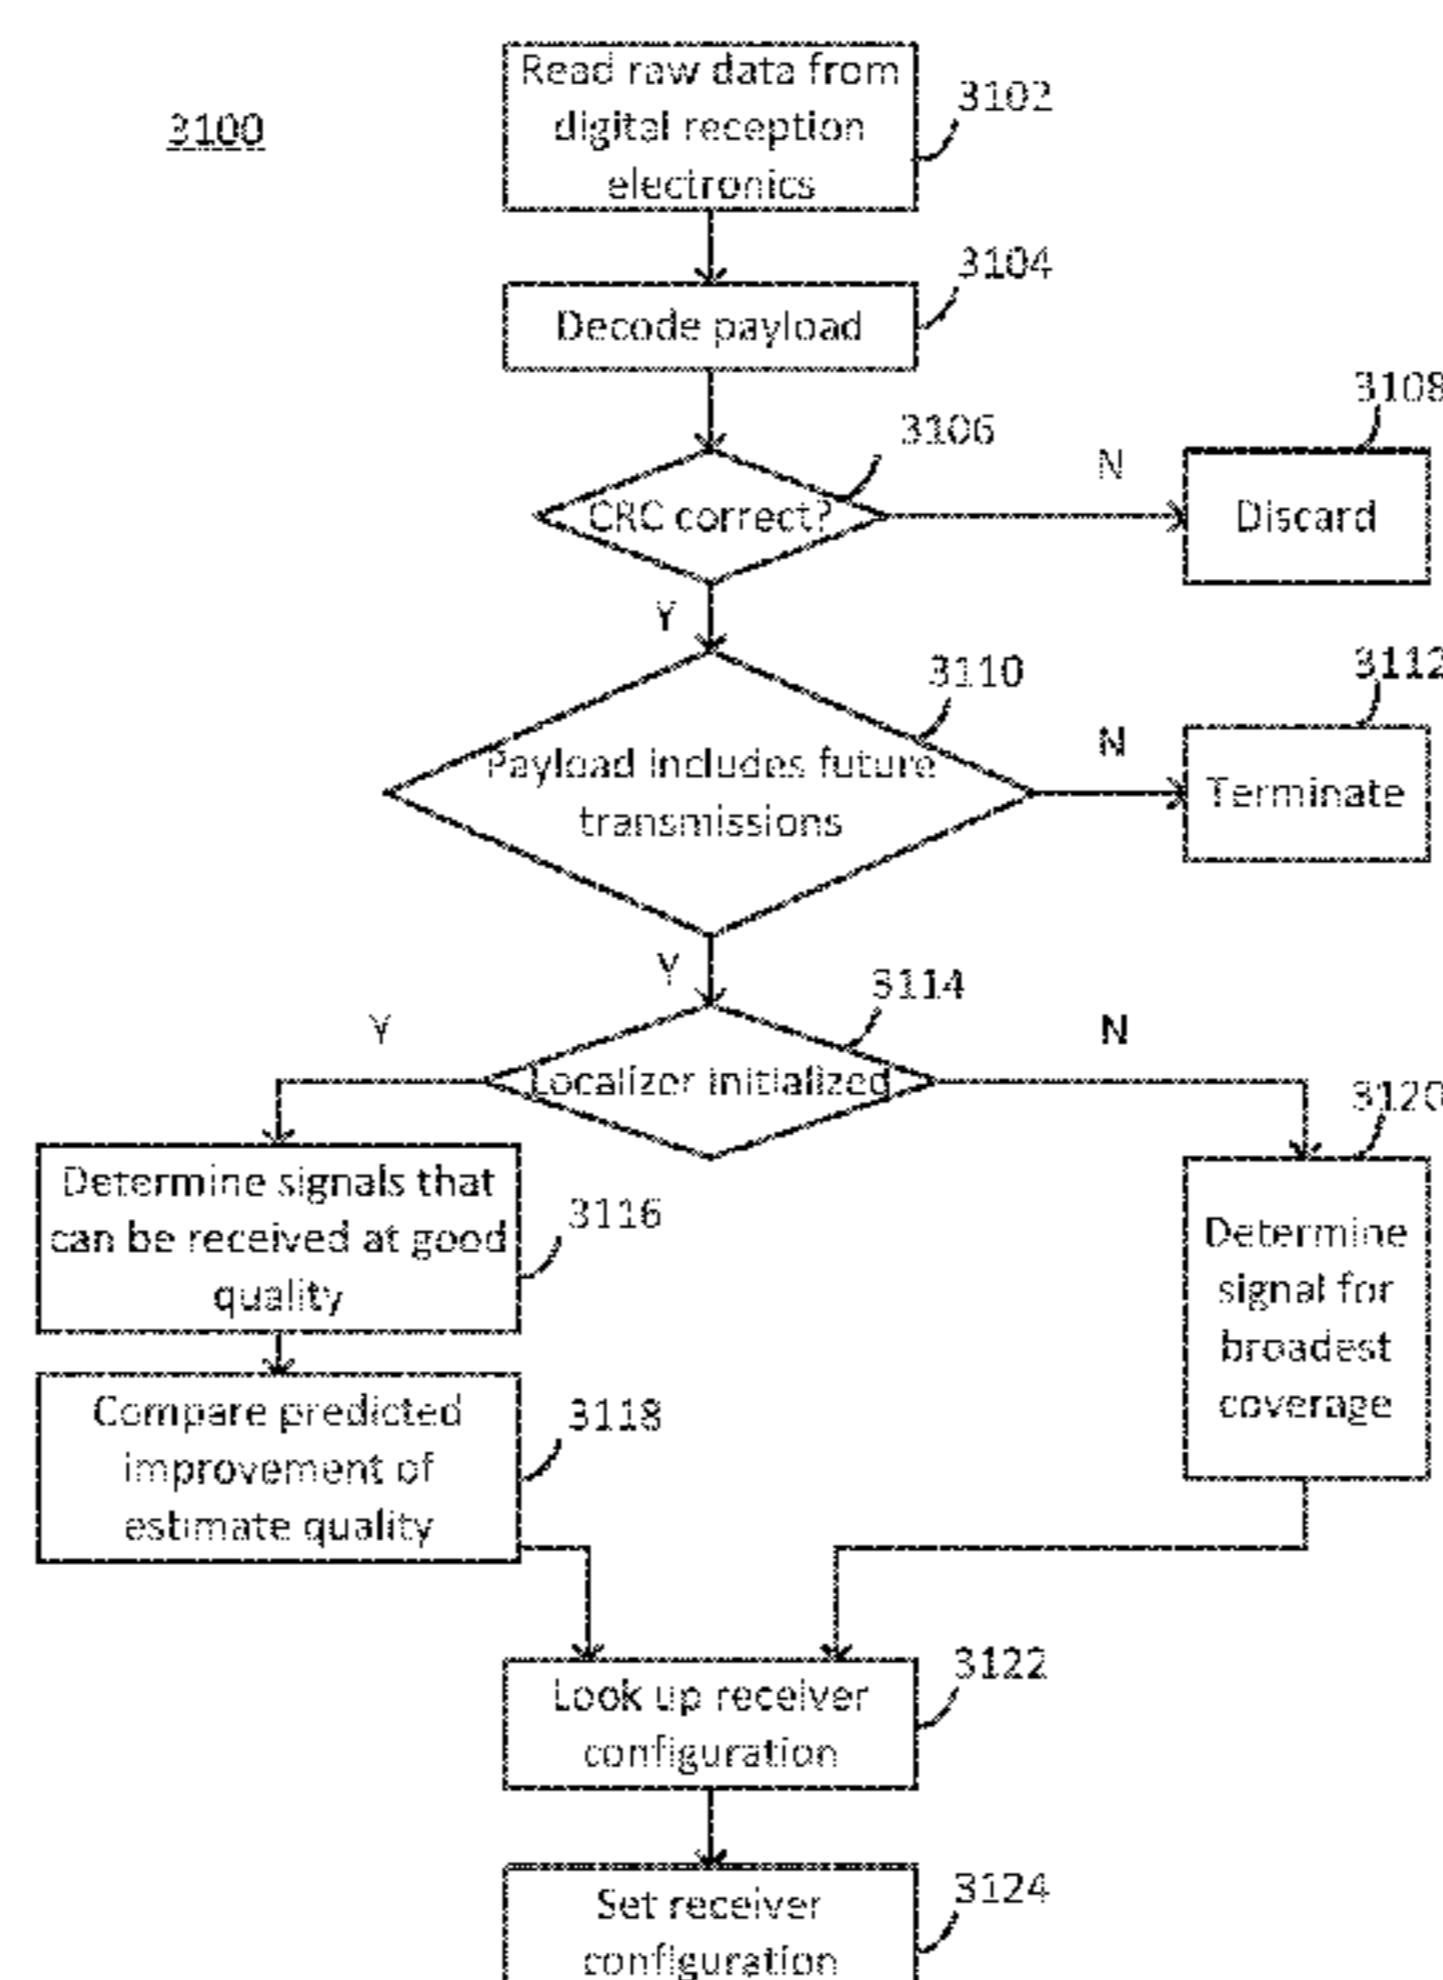 3100
Read raw data from
digital reception
electronics
3102
Decode payload
3104
CRC correct?
3106
N
Discard
3108
Y
Payload includes future
transmissions
3110
N
Terminate
3112
Y
Localizer initialized
3114
Y
N
Determine signals that
can be received at good
quality
3116
Compare predicted
improvement of
estimate quality
3118
Determine
signal for
broadest
coverage
3120
Look up receiver
configuration
3122
Set receiver
configuration
3124